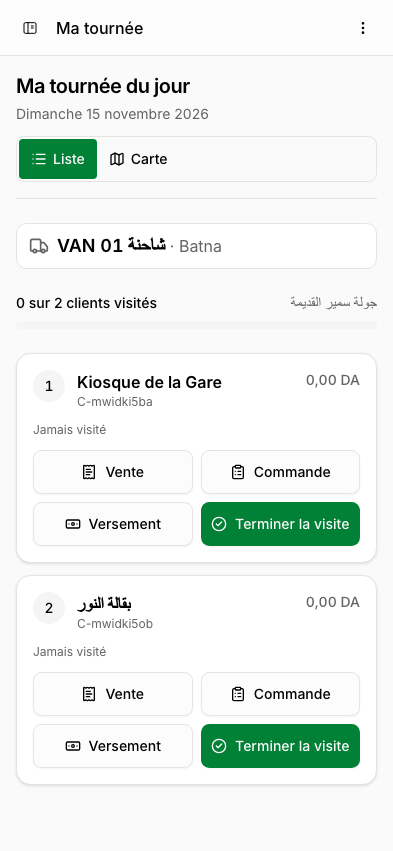 Ma tournée
Ma tournée du jour
Dimanche 15 novembre 2026
Liste
Carte
VAN 01 شاحنة · Batna
0 sur 2 clients visités
جولة سمير القديمة
1
Kiosque de la Gare
0,00 DA
C-mwidki5ba
Jamais visité
Vente
Commande
Versement
Terminer la visite
2
بقالة النور
0,00 DA
C-mwidki5ob
Jamais visité
Vente
Commande
Versement
Terminer la visite